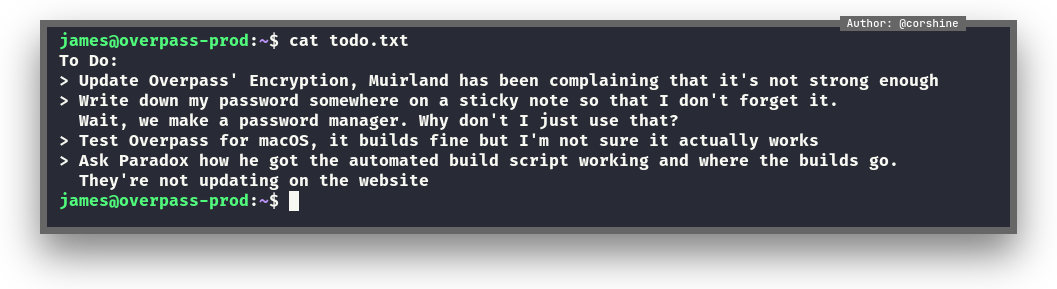 Author: @corshine
james@overpass-prod:~$ cat todo.txt
To Do:
> Update Overpass' Encryption, Muirland has been complaining that it's not strong enough
> Write down my password somewhere on a sticky note so that I don't forget it.
  Wait, we make a password manager. Why don't I just use that?
> Test Overpass for macOS, it builds fine but I'm not sure it actually works
> Ask Paradox how he got the automated build script working and where the builds go.
  They're not updating on the website
james@overpass-prod:~$